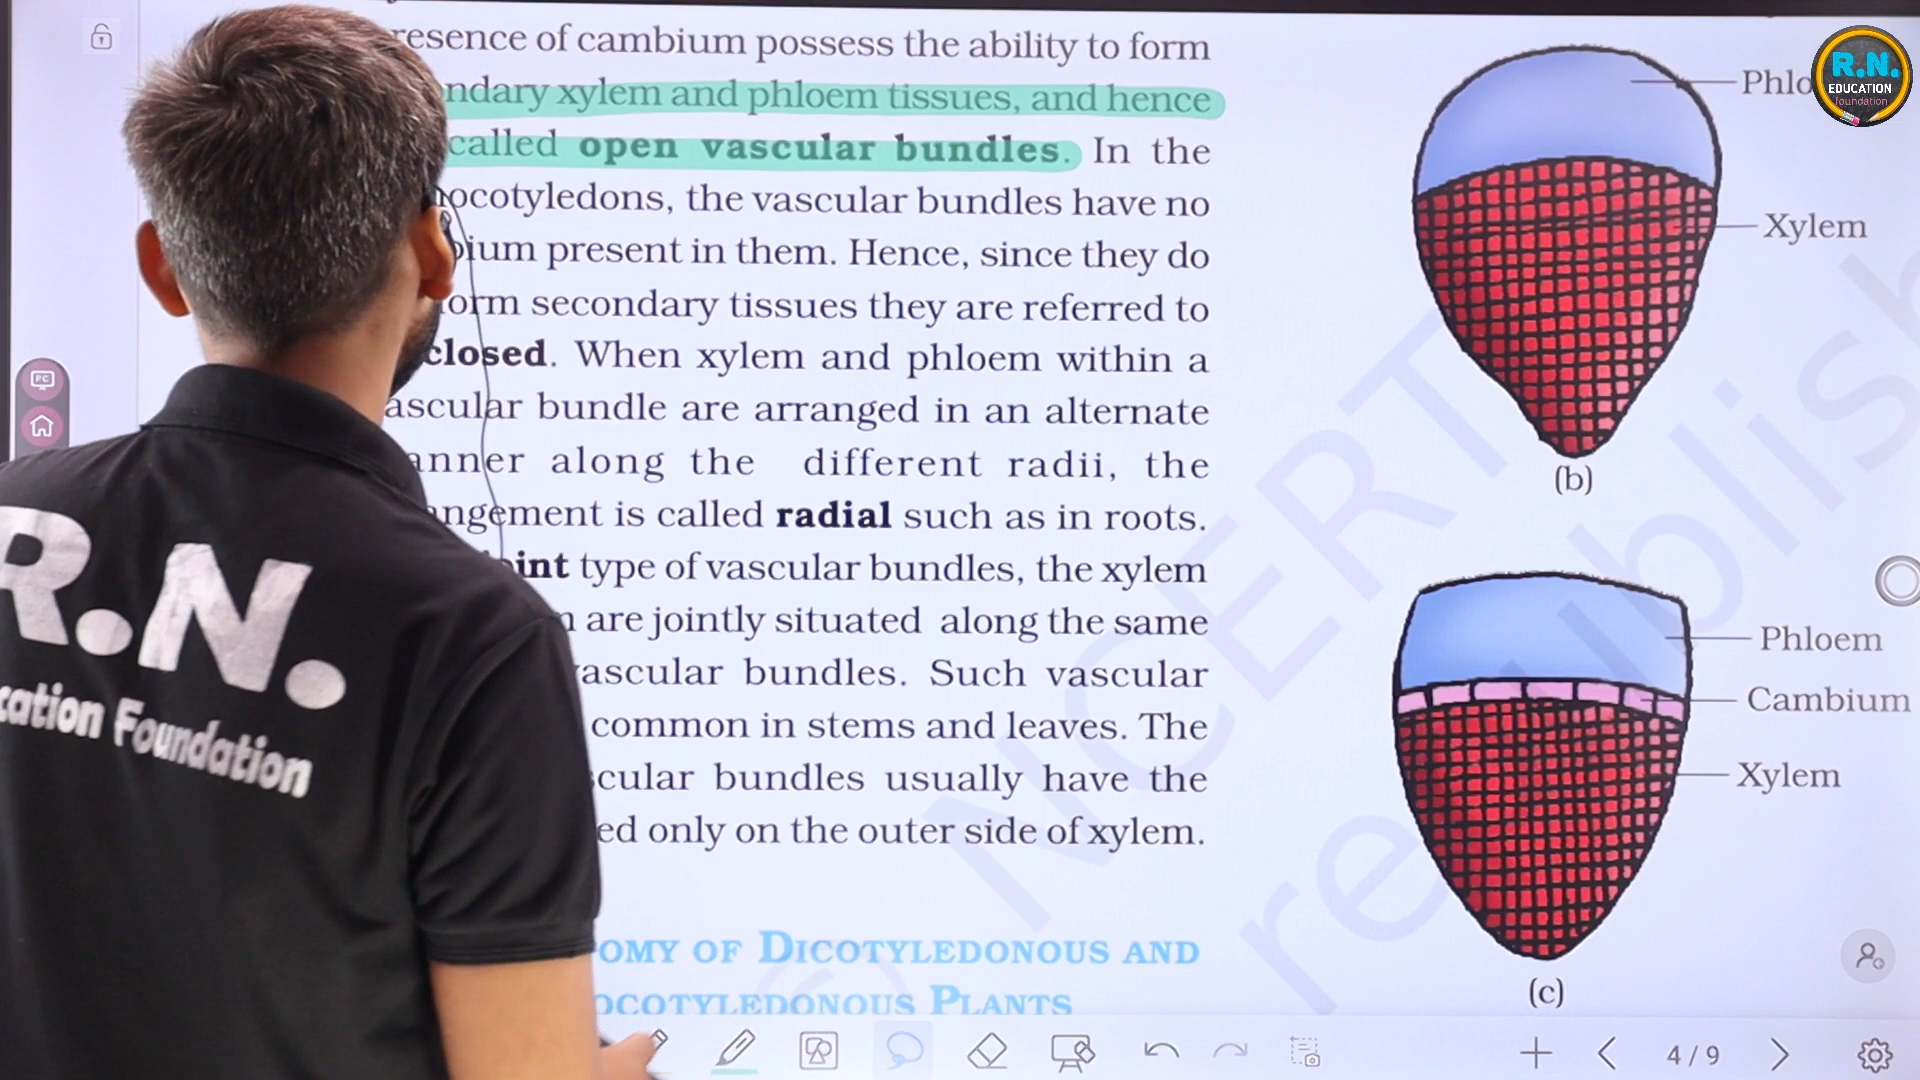 resence of cambium possess the ability to form
ndary xylem and phloem tissues, and hence
called open vascular bundles. In the
ocotyledons, the vascular bundles have no
bium present in them. Hence, since they do
orm secondary tissues they are referred to
closed. When xylem and phloem within a
ascular bundle are arranged in an alternate
anner along the different radii, the
ngement is called radial such as in roots.
int type of vascular bundles, the xylem
are jointly situated along the same
vascular bundles. Such vascular
common in stems and leaves. The
scular bundles usually have the
ed only on the outer side of xylem.
OMY OF DICOTYLEDONOUS AND
OCOTYLEDONOUS PLANTS
Phlo
Xylem
(b)
Phloem
Cambium
Xylem
(c)
R.N.
EDUCATION
foundation
R.N.
cation Foundation
PC
© NCERT
republish
4 / 9